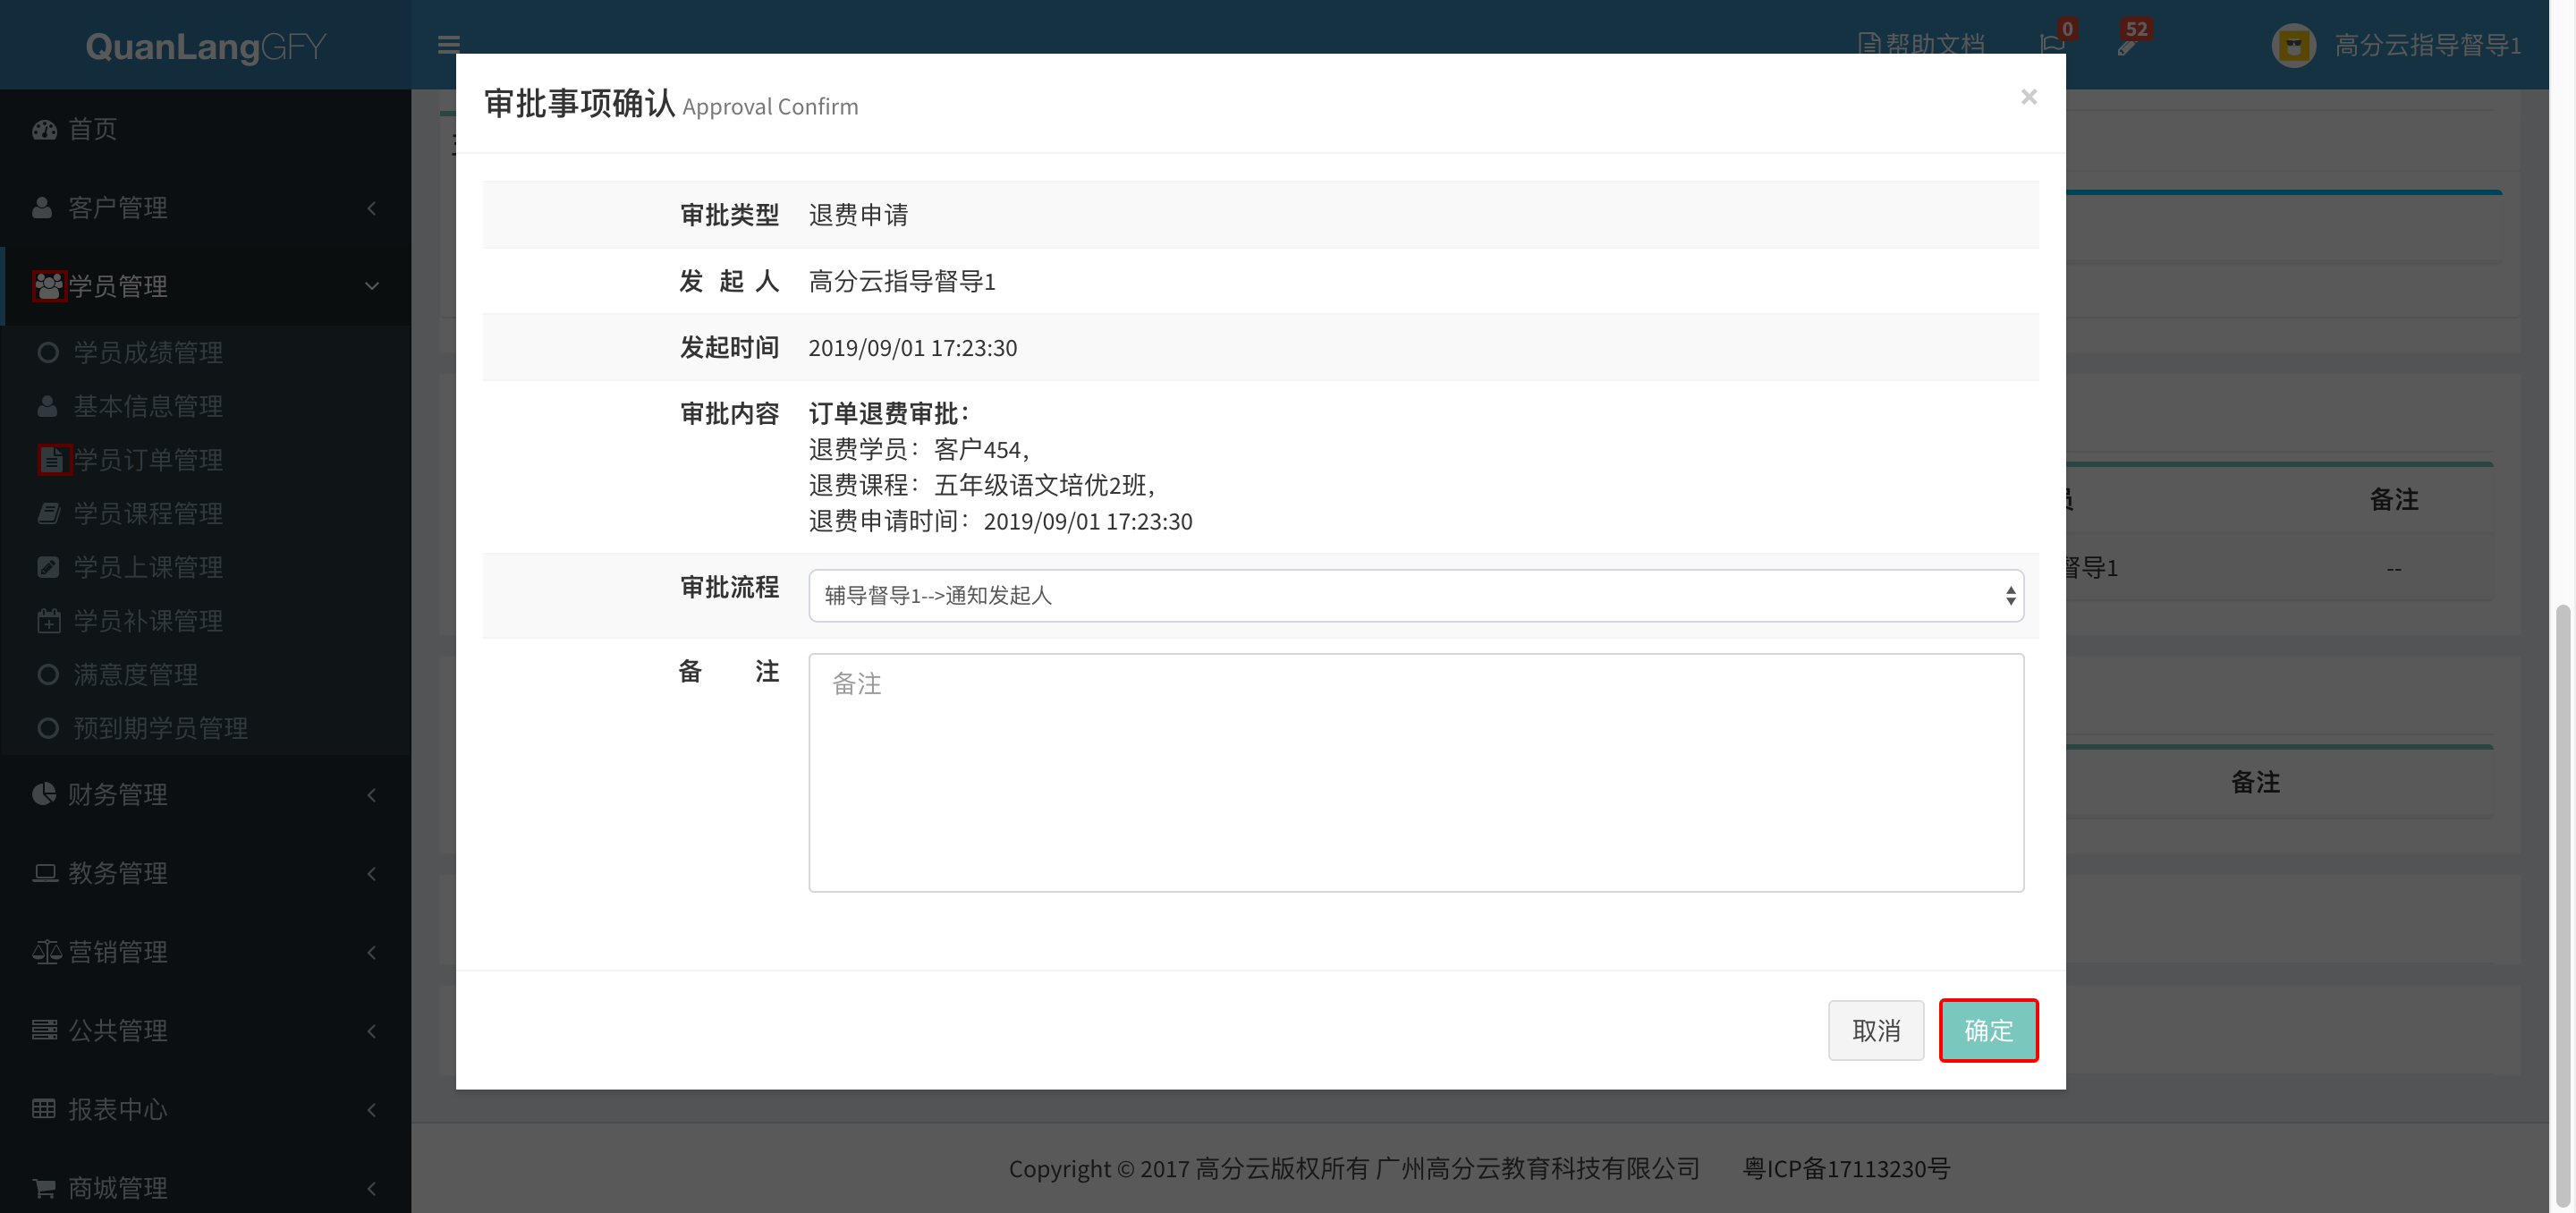 QuanLangGFY
帮助文档
0
52
高分云指导督导1
首页
客户管理
学员管理
学员成绩管理
基本信息管理
学员订单管理
学员课程管理
学员上课管理
学员补课管理
满意度管理
预到期学员管理
财务管理
教务管理
营销管理
公共管理
报表中心
商城管理
审批事项确认 Approval Confirm
×
审批类型 退费申请
发 起 人 高分云指导督导1
发起时间 2019/09/01 17:23:30
审批内容 订单退费审批：
退费学员：客户454，
退费课程：五年级语文培优2班，
退费申请时间：2019/09/01 17:23:30
审批流程 辅导督导1-->通知发起人
备 注 备注
取消 确定
备注
督导1 --
备注
Copyright © 2017 高分云版权所有 广州高分云教育科技有限公司 粤ICP备17113230号